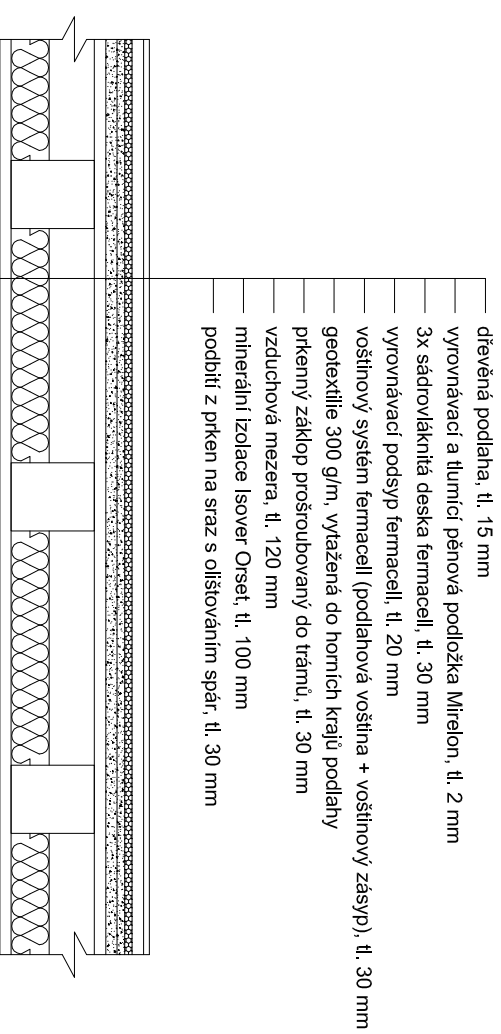 dřevěná podlaha, tl. 15 mm
vyrovnávací a tlumící pěnová podložka Mirelon, tl. 2 mm
3x sádrovláknitá deska fermacell, tl. 30 mm
vyrovnávací podsyp fermacell, tl. 20 mm
voštinový systém fermacell (podlahová voština + voštinový zásyp), tl. 30 mm
geotextilie 300 g/m, vytažená do horních krajů podlahy
prkenný záklop prošroubovaný do trámů, tl. 30 mm
vzduchová mezera, tl. 120 mm
minerální izolace Isover Orset, tl. 100 mm
podbití z prken na sraz s olištováním spár, tl. 30 mm